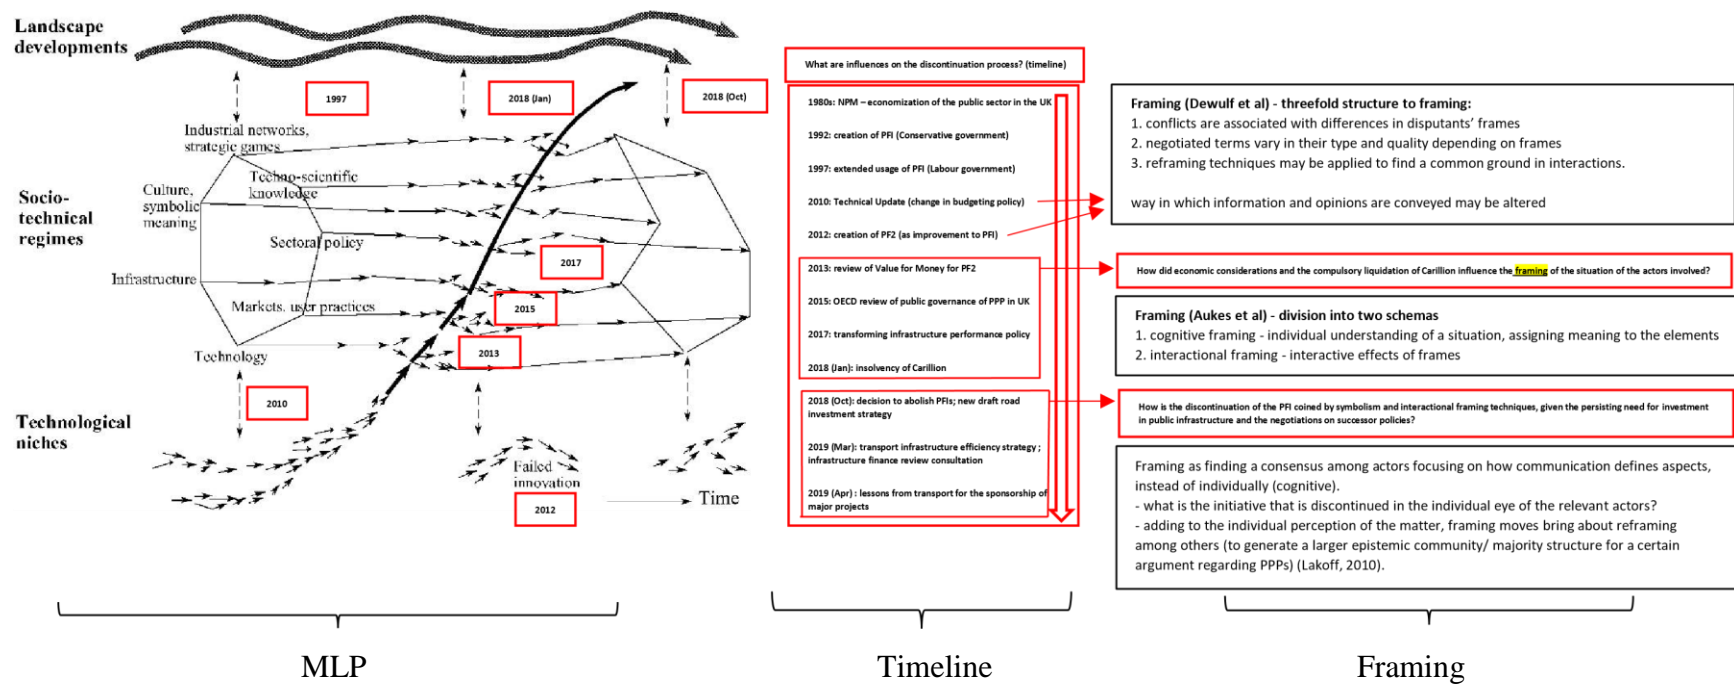 Landscape
developments
1997
2018 (Jan)
2018 (Oct)
Industrial networks,
strategic games
Techno-scientific
knowledge
Culture,
symbolic
meaning
Socio-
technical
regimes
Sectoral policy
2017
Infrastructure
Markets. user practices
2015
Technology
2013
2010
Technological
niches
Failed
innovation
Time
2012
MLP
What are influences on the discontinuation process? (timeline)
1980s: NPM – economization of the public sector in the UK
1992: creation of PFI (Conservative government)
1997: extended usage of PFI (Labour government)
2010: Technical Update (change in budgeting policy)
2012: creation of PF2 (as improvement to PFI)
2013: review of Value for Money for PF2
2015: OECD review of public governance of PPP in UK
2017: transforming infrastructure performance policy
2018 (Jan): insolvency of Carillion
2018 (Oct): decision to abolish PFIs; new draft road
investment strategy
2019 (Mar): transport infrastructure efficiency strategy ;
infrastructure finance review consultation
2019 (Apr) : lessons from transport for the sponsorship of
major projects
Timeline
Framing (Dewulf et al) - threefold structure to framing:
1. conflicts are associated with differences in disputants' frames
2. negotiated terms vary in their type and quality depending on frames
3. reframing techniques may be applied to find a common ground in interactions.
way in which information and opinions are conveyed may be altered
How did economic considerations and the compulsory liquidation of Carillion influence the framing of the situation of the actors involved?
Framing (Aukes et al) - division into two schemas
1. cognitive framing - individual understanding of a situation, assigning meaning to the elements
2. interactional framing - interactive effects of frames
How is the discontinuation of the PFI coined by symbolism and interactional framing techniques, given the persisting need for investment
in public infrastructure and the negotiations on successor policies?
Framing as finding a consensus among actors focusing on how communication defines aspects,
instead of individually (cognitive).
- what is the initiative that is discontinued in the individual eye of the relevant actors?
- adding to the individual perception of the matter, framing moves bring about reframing
among others (to generate a larger epistemic community/ majority structure for a certain
argument regarding PPPs) (Lakoff, 2010).
Framing